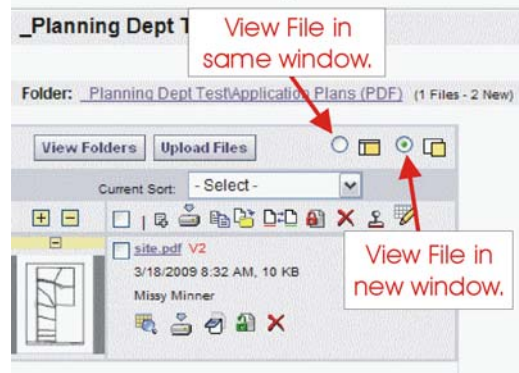 _Planning Dept T
View File in
same window.
Folder: _Planning Dept Test\Application Plans (PDF) (1 Files - 2 New)
View Folders Upload Files
Current Sort: - Select -
site.pdf V2
3/18/2009 8:32 AM, 10 KB
Missy Minner
View File in
new window.